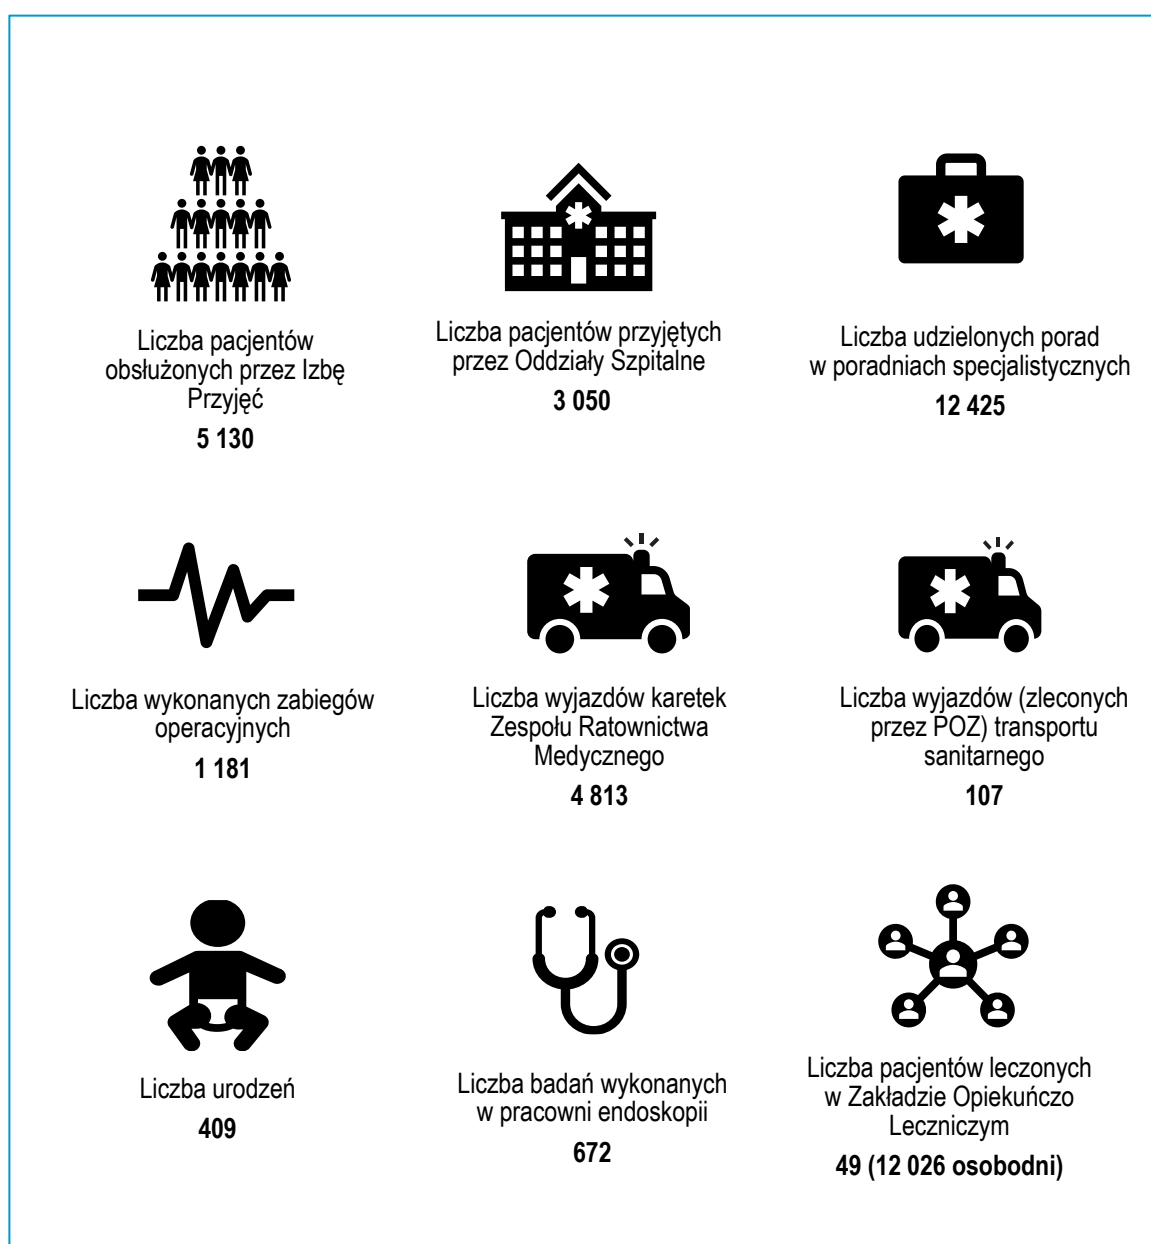 Liczba pacjentów
obsłużonych przez Izbę
Przyjęć
5 130
Liczba pacjentów przyjętych
przez Oddziały Szpitalne
3 050
Liczba udzielonych porad
w poradniach specjalistycznych
12 425
Liczba wykonanych zabiegów
operacyjnych
1 181
Liczba wyjazdów karetek
Zespołu Ratownictwa
Medycznego
4 813
Liczba wyjazdów (zleconych
przez POZ) transportu
sanitarnego
107
Liczba urodzeń
409
Liczba badań wykonanych
w pracowni endoskopii
672
Liczba pacjentów leczonych
w Zakładzie Opiekuńczo
Leczniczym
49 (12 026 osobodni)